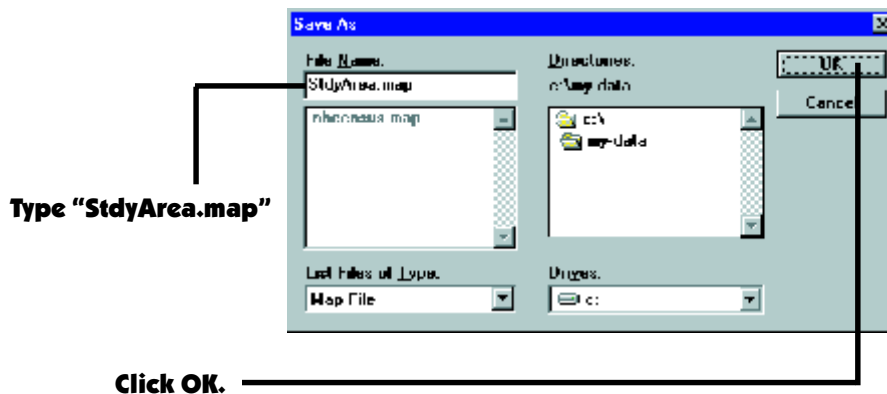 Save As
File Name:
StdyArea.map
Directories:
c:\my-data
OK
Cancel
c:\
my-data
Type “StdyArea.map”
List Files of Type:
Map File
Drives:
c:
Click OK.